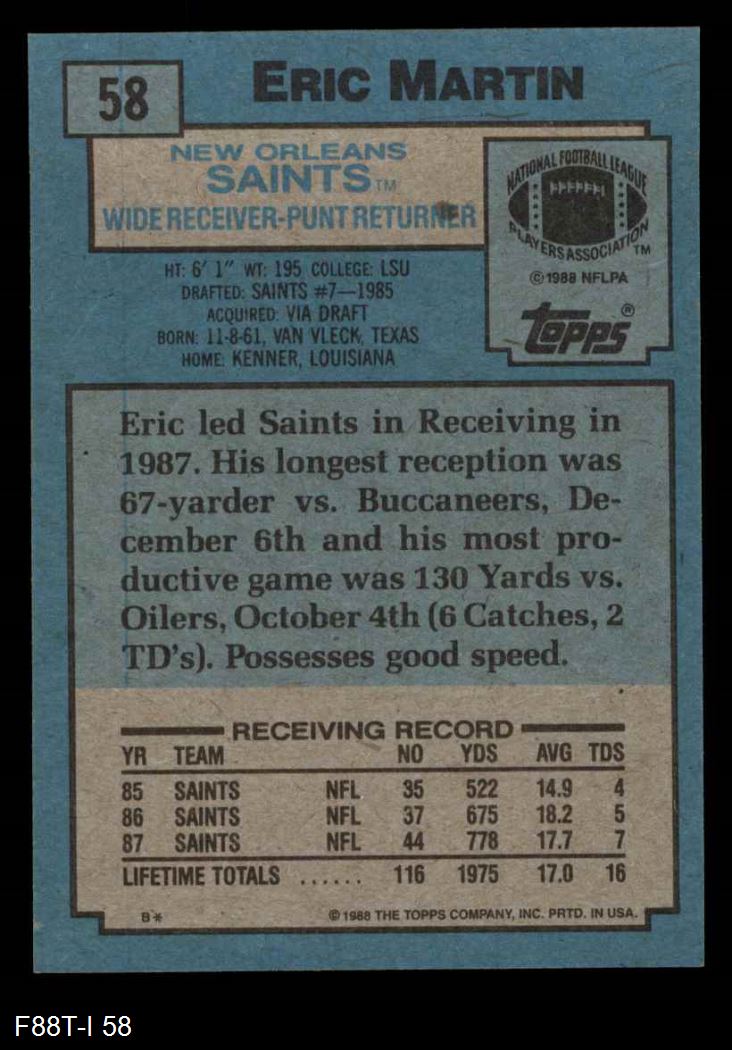 58
ERIC MARTIN
NEW ORLEANS
SAINTS™
WIDE RECEIVER-PUNT RETURNER
NATIONAL FOOTBALL LEAGUE
PLAYERS ASSOCIATION™
©1988 NFLPA
Topps®
HT: 6' 1" WT: 195 COLLEGE: LSU
DRAFTED: SAINTS #7—1985
ACQUIRED: VIA DRAFT
BORN: 11-8-61, VAN VLECK, TEXAS
HOME: KENNER, LOUISIANA
Eric led Saints in Receiving in
1987. His longest reception was
67-yarder vs. Buccaneers, De-
cember 6th and his most pro-
ductive game was 130 Yards vs.
Oilers, October 4th (6 Catches, 2
TD's). Possesses good speed.
RECEIVING RECORD
YR TEAM NO YDS AVG TDS
85 SAINTS NFL 35 522 14.9 4
86 SAINTS NFL 37 675 18.2 5
87 SAINTS NFL 44 778 17.7 7
LIFETIME TOTALS ...... 116 1975 17.0 16
B* ©1988 THE TOPPS COMPANY, INC. PRTD. IN USA.
F88T-I 58